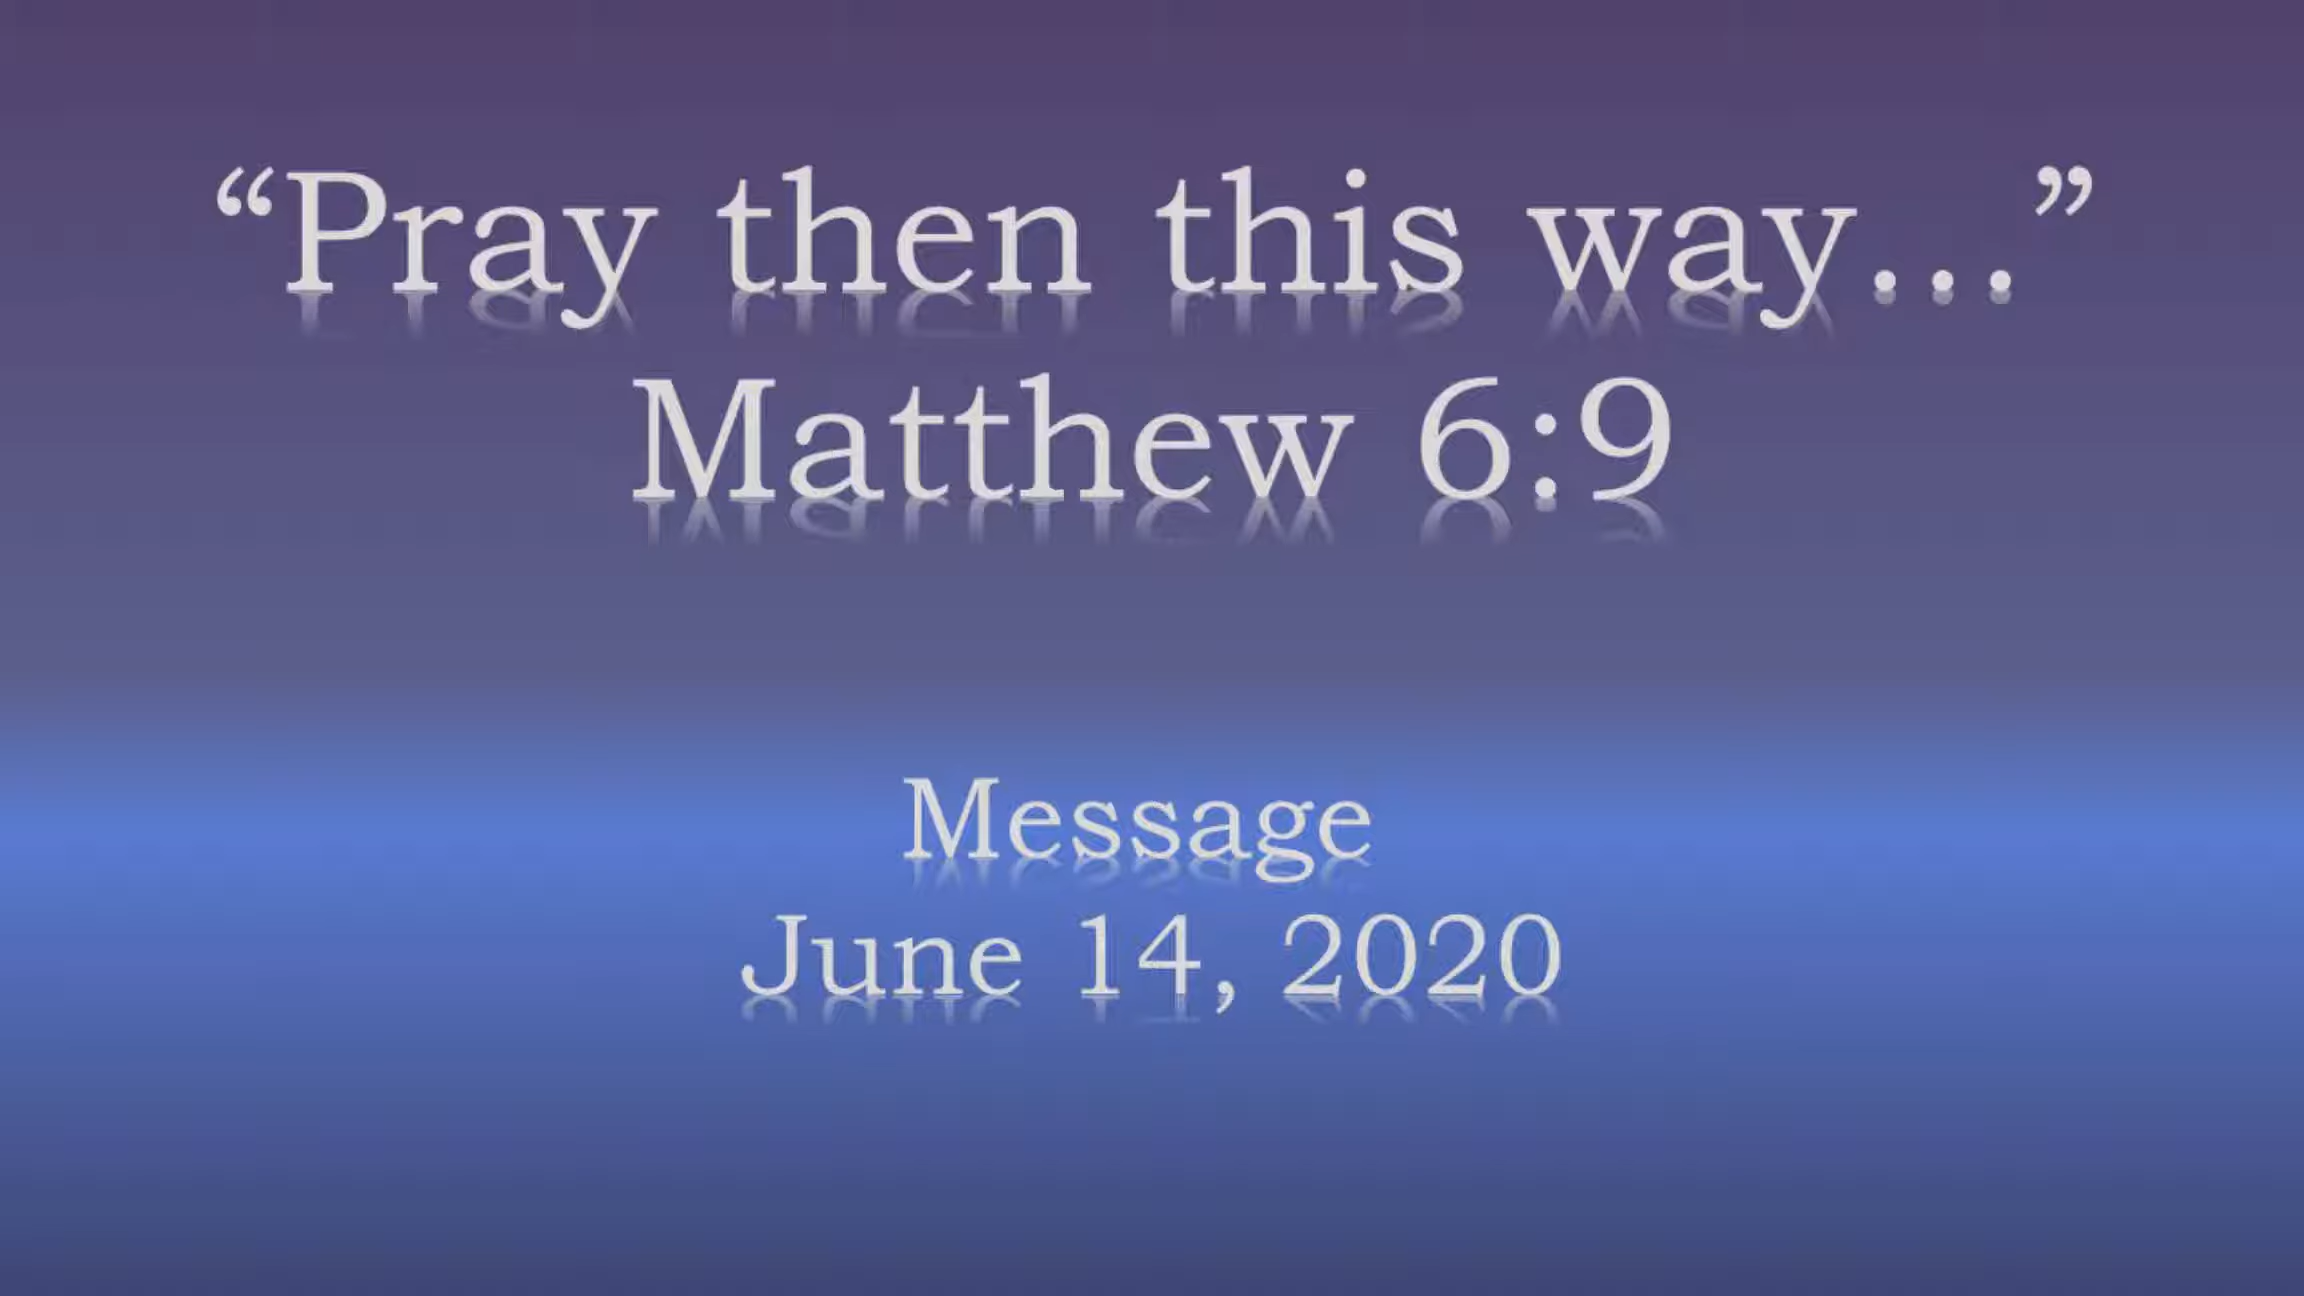 “Pray then this way…”
Matthew 6:9
Message
June 14, 2020